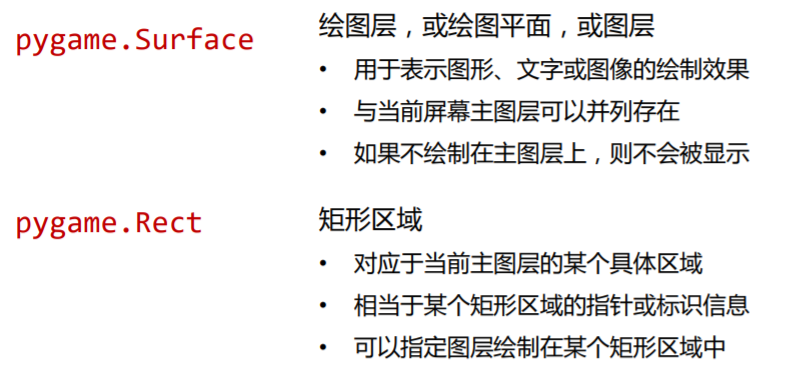 pygame.Surface
绘图层，或绘图平面，或图层
• 用于表示图形、文字或图像的绘制效果
• 与当前屏幕主图层可以并列存在
• 如果不绘制在主图层上，则不会被显示
pygame.Rect
矩形区域
• 对应于当前主图层的某个具体区域
• 相当于某个矩形区域的指针或标识信息
• 可以指定图层绘制在某个矩形区域中